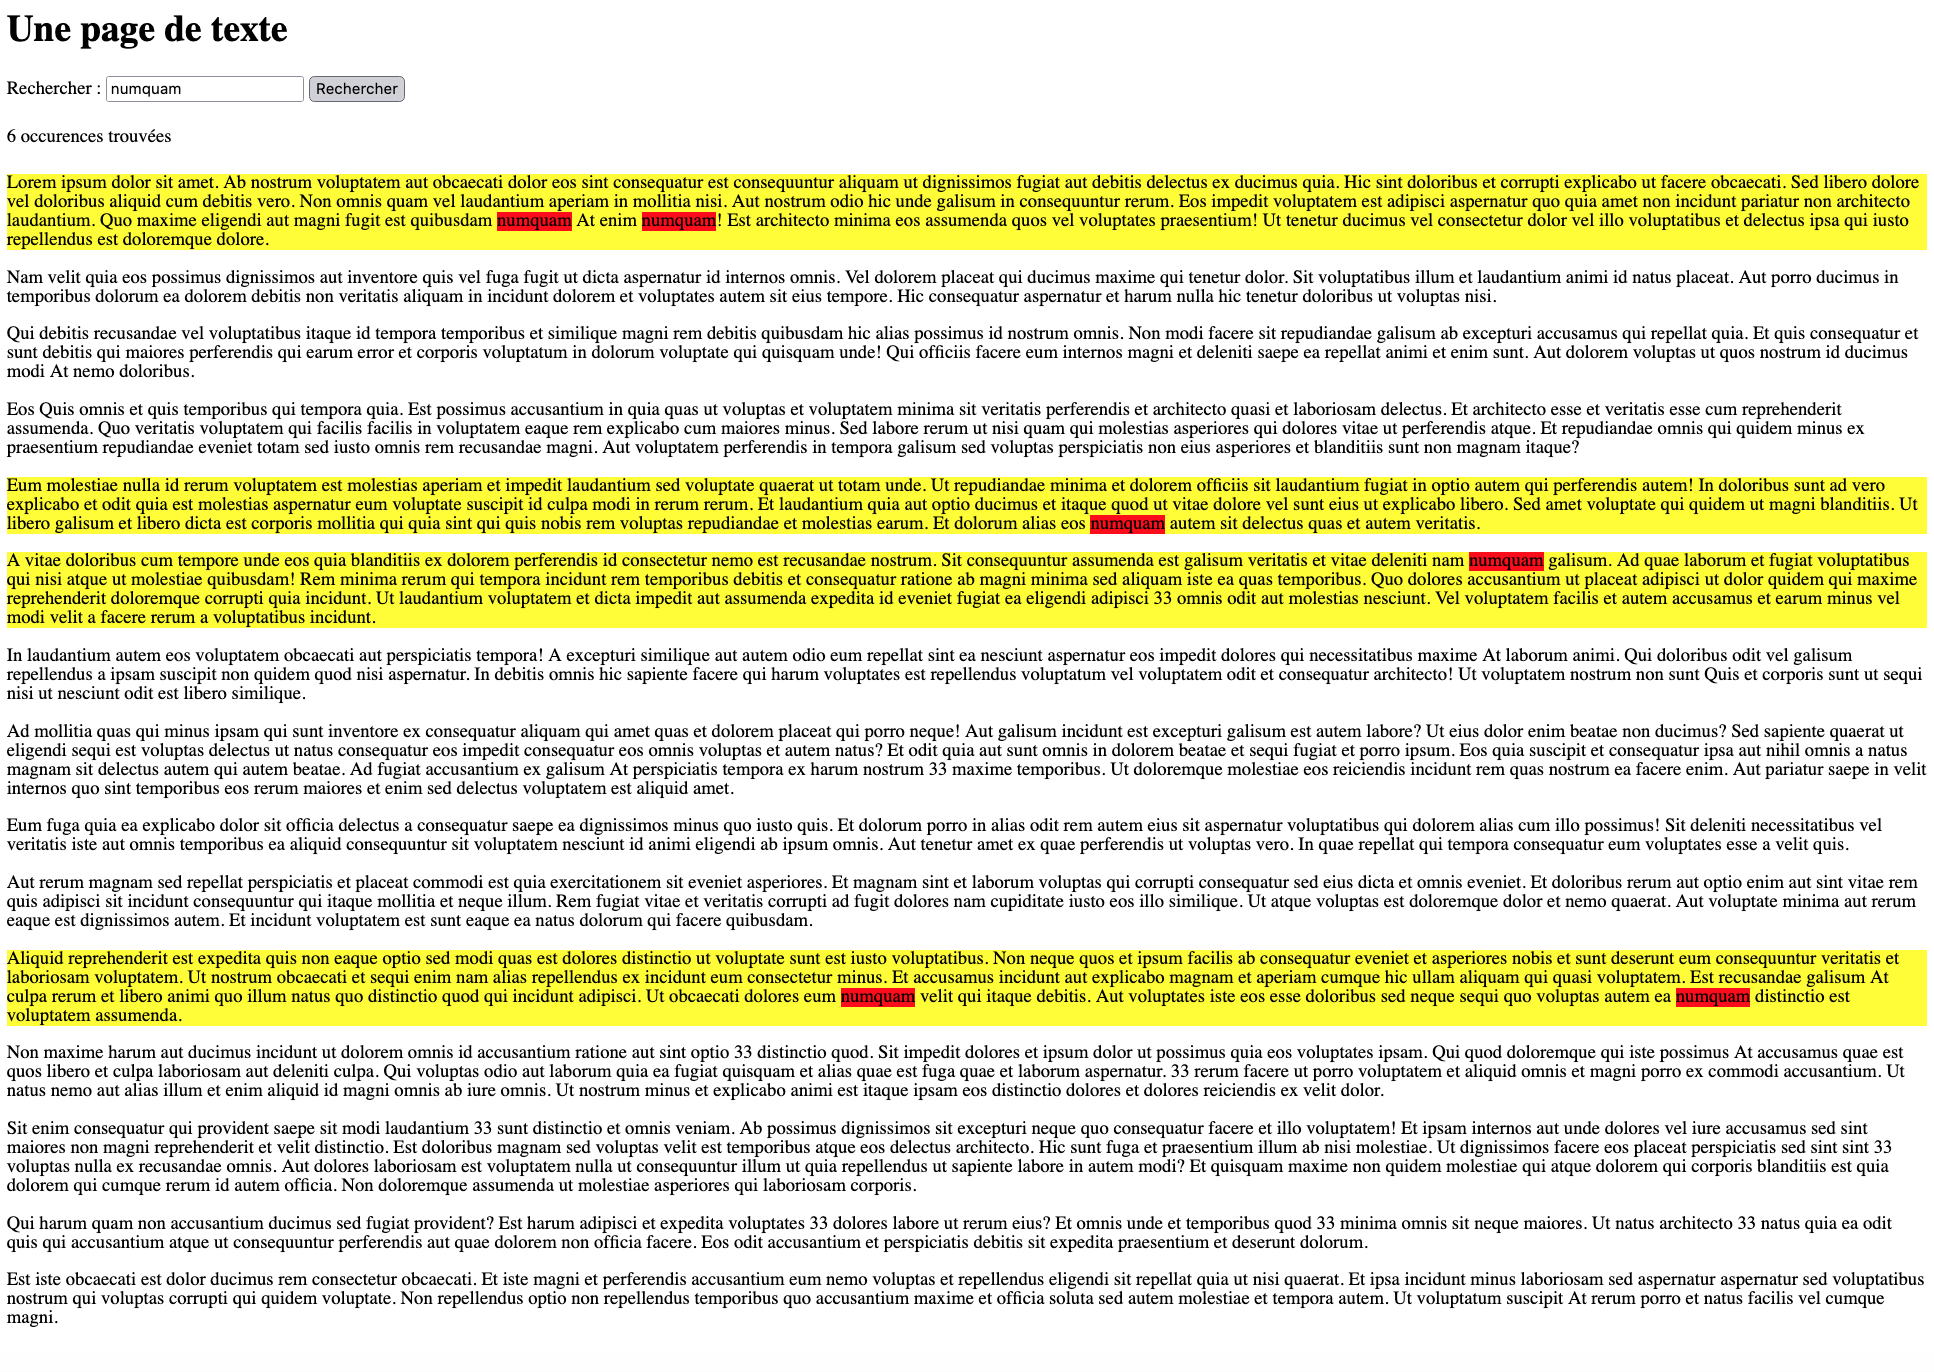 Une page de texte
Rechercher : numquam Rechercher
6 occurences trouvées
Lorem ipsum dolor sit amet. Ab nostrum voluptatem aut obcaecati dolor eos sint consequatur est consequuntur aliquam ut dignissimos fugiat aut debitis delectus ex ducimus quia. Hic sint doloribus et corrupti explicabo ut facere obcaecati. Sed libero dolore
vel doloribus aliquid cum debitis vero. Non omnis quam vel laudantium aperiam in mollitia nisi. Aut nostrum odio hic unde galisum in consequuntur rerum. Eos impedit voluptatem est adipisci aspernatur quo quia amet non incidunt pariatur non architecto
laudantium. Quo maxime eligendi aut magni fugit est quibusdam numquam At enim numquam! Est architecto minima eos assumenda quos vel voluptates praesentium! Ut tenetur ducimus vel consectetur dolor vel illo voluptatibus et delectus ipsa qui iusto
repellendus est doloremque dolore.
Nam velit quia eos possimus dignissimos aut inventore quis vel fuga fugit ut dicta aspernatur id internos omnis. Vel dolorem placeat qui ducimus maxime qui tenetur dolor. Sit voluptatibus illum et laudantium animi id natus placeat. Aut porro ducimus in
temporibus dolorum ea dolorem debitis non veritatis aliquam in incidunt dolorem et voluptates autem sit eius tempore. Hic consequatur aspernatur et harum nulla hic tenetur doloribus ut voluptas nisi.
Qui debitis recusandae vel voluptatibus itaque id tempora temporibus et similique magni rem debitis quibusdam hic alias possimus id nostrum omnis. Non modi facere sit repudiandae galisum ab excepturi accusamus qui repellat quia. Et quis consequatur et
sunt debitis qui maiores perferendis qui earum error et corporis voluptatum in dolorum voluptate qui quisquam unde! Qui officiis facere eum internos magni et deleniti saepe ea repellat animi et enim sunt. Aut dolorem voluptas ut quos nostrum id ducimus
modi At nemo doloribus.
Eos Quis omnis et quis temporibus qui tempora quia. Est possimus accusantium in quia quas ut voluptas et voluptatem minima sit veritatis perferendis et architecto quasi et laboriosam delectus. Et architecto esse et veritatis esse cum reprehenderit
assumenda. Quo veritatis voluptatem qui facilis facilis in voluptatem eaque rem explicabo cum maiores minus. Sed labore rerum ut nisi quam qui molestias asperiores qui dolores vitae ut perferendis atque. Et repudiandae omnis qui quidem minus ex
praesentium repudiandae eveniet totam sed iusto omnis rem recusandae magni. Aut voluptatem perferendis in tempora galisum sed voluptas perspiciatis non eius asperiores et blanditiis sunt non magnam itaque?
Eum molestiae nulla id rerum voluptatem est molestias aperiam et impedit laudantium sed voluptate quaerat ut totam unde. Ut repudiandae minima et dolorem officiis sit laudantium fugiat in optio autem qui perferendis autem! In doloribus sunt ad vero
explicabo et odit quia est molestias aspernatur eum voluptate suscipit id culpa modi in rerum rerum. Et laudantium quia aut optio ducimus et itaque quod ut vitae dolore vel sunt eius ut explicabo libero. Sed amet voluptate qui quidem ut magni blanditiis. Ut
libero galisum et libero dicta est corporis mollitia qui quia sint qui quis nobis rem voluptas repudiandae et molestias earum. Et dolorum alias eos numquam autem sit delectus quas et autem veritatis.
A vitae doloribus cum tempore unde eos quia blanditiis ex dolorem perferendis id consectetur nemo est recusandae nostrum. Sit consequuntur assumenda est galisum veritatis et vitae deleniti nam numquam galisum. Ad quae laborum et fugiat voluptatibus
qui nisi atque ut molestiae quibusdam! Rem minima rerum qui tempora incidunt rem temporibus debitis et consequatur ratione ab magni minima sed aliquam iste ea quas temporibus. Quo dolores accusantium ut placeat adipisci ut dolor quidem qui maxime
reprehenderit doloremque corrupti quia incidunt. Ut laudantium voluptatem et dicta impedit aut assumenda expedita id eveniet fugiat ea eligendi adipisci 33 omnis odit aut molestias nesciunt. Vel voluptatem facilis et autem accusamus et earum minus vel
modi velit a facere rerum a voluptatibus incidunt.
In laudantium autem eos voluptatem obcaecati aut perspiciatis tempora! A excepturi similique aut autem odio eum repellat sint ea nesciunt aspernatur eos impedit dolores qui necessitatibus maxime At laborum animi. Qui doloribus odit vel galisum
repellendus a ipsam suscipit non quidem quod nisi aspernatur. In debitis omnis hic sapiente facere qui harum voluptates est repellendus voluptatum vel voluptatem odit et consequatur architecto! Ut voluptatem nostrum non sunt Quis et corporis sunt ut sequi
nisi ut nesciunt odit est libero similique.
Ad mollitia quas qui minus ipsam qui sunt inventore ex consequatur aliquam qui amet quas et dolorem placeat qui porro neque! Aut galisum incidunt est excepturi galisum est autem labore? Ut eius dolor enim beatae non ducimus? Sed sapiente quaerat ut
eligendi sequi est voluptas delectus ut natus consequatur eos impedit consequatur eos omnis voluptas et autem natus? Et odit quia aut sunt omnis in dolorem beatae et sequi fugiat et porro ipsum. Eos quia suscipit et consequatur ipsa aut nihil omnis a natus
magnam sit delectus autem qui autem beatae. Ad fugiat accusantium ex galisum At perspiciatis tempora ex harum nostrum 33 maxime temporibus. Ut doloremque molestiae eos reiciendis incidunt rem quas nostrum ea facere enim. Aut pariatur saepe in velit
internos quo sint temporibus eos rerum maiores et enim sed delectus voluptatem est aliquid amet.
Eum fuga quia ea explicabo dolor sit officia delectus a consequatur saepe ea dignissimos minus quo iusto quis. Et dolorum porro in alias odit rem autem eius sit aspernatur voluptatibus qui dolorem alias cum illo possimus! Sit deleniti necessitatibus vel
veritatis iste aut omnis temporibus ea aliquid consequuntur sit voluptatem nesciunt id animi eligendi ab ipsum omnis. Aut tenetur amet ex quae perferendis ut voluptas vero. In quae repellat qui tempora consequatur eum voluptates esse a velit quis.
Aut rerum magnam sed repellat perspiciatis et placeat commodi est quia exercitationem sit eveniet asperiores. Et magnam sint et laborum voluptas qui corrupti consequatur sed eius dicta et omnis eveniet. Et doloribus rerum aut optio enim aut sint vitae rem
quis adipisci sit incidunt consequuntur qui itaque mollitia et neque illum. Rem fugiat vitae et veritatis corrupti ad fugit dolores nam cupiditate iusto eos illo similique. Ut atque voluptas est doloremque dolor et nemo quaerat. Aut voluptate minima aut rerum
eaque est dignissimos autem. Et incidunt voluptatem est sunt eaque ea natus dolorum qui facere quibusdam.
Aliquid reprehenderit est expedita quis non eaque optio sed modi quas est dolores distinctio ut voluptate sunt est iusto voluptatibus. Non neque quos et ipsum facilis ab consequatur eveniet et asperiores nobis et sunt deserunt eum consequuntur veritatis et
laboriosam voluptatem. Ut nostrum obcaecati et sequi enim nam alias repellendus ex incidunt eum consectetur minus. Et accusamus incidunt aut explicabo magnam et aperiam cumque hic ullam aliquam qui quasi voluptatem. Est recusandae galisum At
culpa rerum et libero animi quo illum natus quo distinctio quod qui incidunt adipisci. Ut obcaecati dolores eum numquam velit qui itaque debitis. Aut voluptates iste eos esse doloribus sed neque sequi quo voluptas autem ea numquam distinctio est
voluptatem assumenda.
Non maxime harum aut ducimus incidunt ut dolorem omnis id accusantium ratione aut sint optio 33 distinctio quod. Sit impedit dolores et ipsum dolor ut possimus quia eos voluptates ipsam. Qui quod doloremque qui iste possimus At accusamus quae est
quos libero et culpa laboriosam aut deleniti culpa. Qui voluptas odio aut laborum quia ea fugiat quisquam et alias quae est fuga quae et laborum aspernatur. 33 rerum facere ut porro voluptatem et aliquid omnis et magni porro ex commodi accusantium. Ut
natus nemo aut alias illum et enim aliquid id magni omnis ab iure omnis. Ut nostrum minus et explicabo animi est itaque ipsam eos distinctio dolores et dolores reiciendis ex velit dolor.
Sit enim consequatur qui provident saepe sit modi laudantium 33 sunt distinctio et omnis veniam. Ab possimus dignissimos sit excepturi neque quo consequatur facere et illo voluptatem! Et ipsam internos aut unde dolores vel iure accusamus sed sint
maiores non magni reprehenderit et velit distinctio. Est doloribus magnam sed voluptas velit est temporibus atque eos delectus architecto. Hic sunt fuga et praesentium illum ab nisi molestiae. Ut dignissimos facere eos placeat perspiciatis sed sint sint 33
voluptas nulla ex recusandae omnis. Aut dolores laboriosam est voluptatem nulla ut consequuntur illum ut quia repellendus ut sapiente labore in autem modi? Et quisquam maxime non quidem molestiae qui atque dolorem qui corporis blanditiis est quia
dolorem qui cumque rerum id autem officia. Non doloremque assumenda ut molestiae asperiores qui laboriosam corporis.
Qui harum quam non accusantium ducimus sed fugiat provident? Est harum adipisci et expedita voluptates 33 dolores labore ut rerum eius? Et omnis unde et temporibus quod 33 minima omnis sit neque maiores. Ut natus architecto 33 natus quia ea odit
quis qui accusantium atque ut consequuntur perferendis aut quae dolorem non officia facere. Eos odit accusantium et perspiciatis debitis sit expedita praesentium et deserunt dolorum.
Est iste obcaecati est dolor ducimus rem consectetur obcaecati. Et iste magni et perferendis accusantium eum nemo voluptas et repellendus eligendi sit repellat quia ut nisi quaerat. Et ipsa incidunt minus laboriosam sed aspernatur aspernatur sed voluptatibus
nostrum qui voluptas corrupti qui quidem voluptate. Non repellendus optio non repellendus temporibus quo accusantium maxime et officia soluta sed autem molestiae et tempora autem. Ut voluptatum suscipit At rerum porro et natus facilis vel cumque
magni.